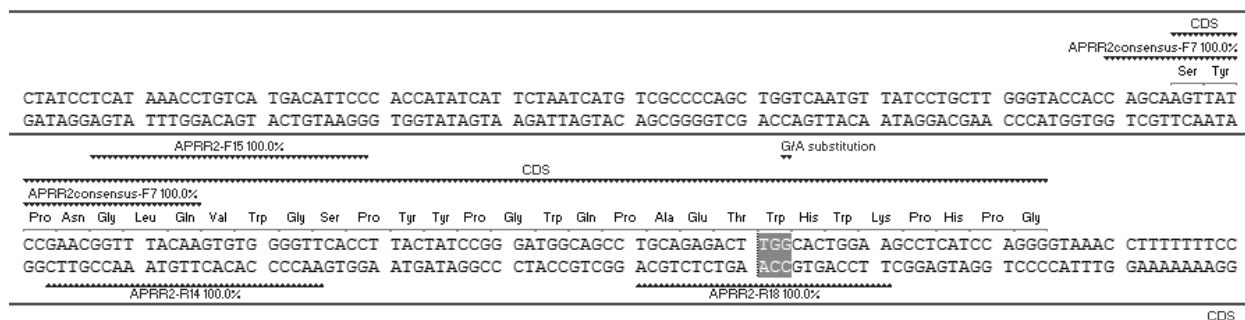 CDS
APRR2consensus-F7 100.0%
Ser Tyr
CTATCCTCAT AAACCTGTCA TGACATTCCC ACCATATCAT TCTAATCATG TCGCCCCAGC TGGTCAATGT TATCCTGCTT GGGTACCACC AGCAAGTTAT
GATAGGAGTA TTTGGACAGT ACTGTAAGGG TGGTATAGTA AGATTAGTAC AGCGGGGTCG ACCAGTTACA ATAGGACGAA CCCATGGTGG TCGTTCAATA
APRR2-F15 100.0%
G/A substitution
CDS
APRR2consensus-F7 100.0%
Pro Asn Gly Leu Gln Val Trp Gly Ser Pro Tyr Tyr Pro Gly Trp Gln Pro Ala Glu Thr Trp His Trp Lys Pro His Pro Gly
CCGAACGGTT TACAAGTGTG GGGTTCACCT TACTATCCGG GATGGCAGCC TGCAGAGACT TGGCACTGGA AGCCTCATCC AGGGGTAAAC CTTTTTTTCC
GGCTTGCCAA ATGTTCACAC CCCAAGTGGA ATGATAGGCC CTACCGTCGG ACGTCTCTGA ACCGTGACCT TCGGAGTAGG TCCCCATTTG GAAAAAAAGG
APRR2-R14 100.0%
APRR2-R18 100.0%
CDS